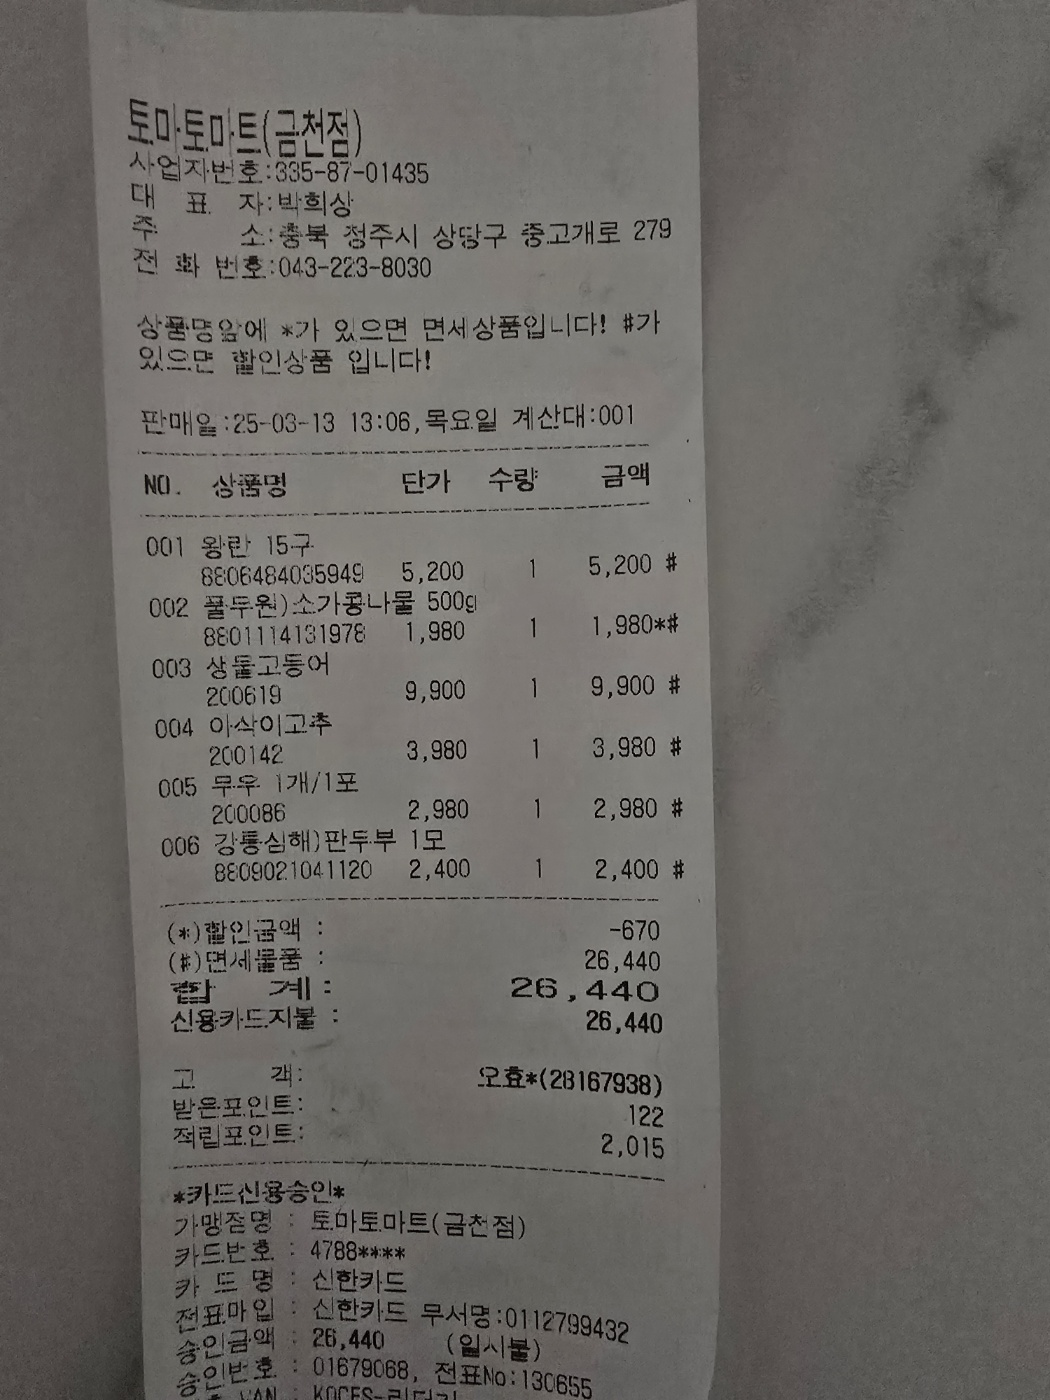 토마토마트(금천점)
사업자번호:335-87-01435
대 표 자:박희상
주 소:충북 청주시 상당구 중고개로 279
전 화 번호:043-223-8030
상품명앞에 *가 있으면 면세상품입니다! #가
있으면 할인상품 입니다!
판매일:25-03-13 13:06,목요일 계산대:001
NO. 상품명 단가 수량 금액
001 왕란 15구
8806484035949 5,200 1 5,200 #
002 풀두원)소가콩나물 500g
8801114131978 1,980 1 1,980*#
003 생물고등어
200619 9,900 1 9,900 #
004 아삭이고추
200142 3,980 1 3,980 #
005 무우 1개/1포
200086 2,980 1 2,980 #
006 강릉심해)판두부 1모
8809021041120 2,400 1 2,400 #
(*)할인금액 : -670
(#)면세물품 : 26,440
합 계 : 26,440
신용카드지불 : 26,440
고 객: 오효*(28167938)
받은포인트: 122
적립포인트: 2,015
*카드신용승인*
가맹점명 : 토마토마트(금천점)
카드번호 : 4788****
카 드 명 : 신한카드
전표매입 : 신한카드 무서명:0112799432
승인금액 : 26,440 (일시불)
승인번호 : 01679068, 전표No:130655
VAN : KOCES-리더기